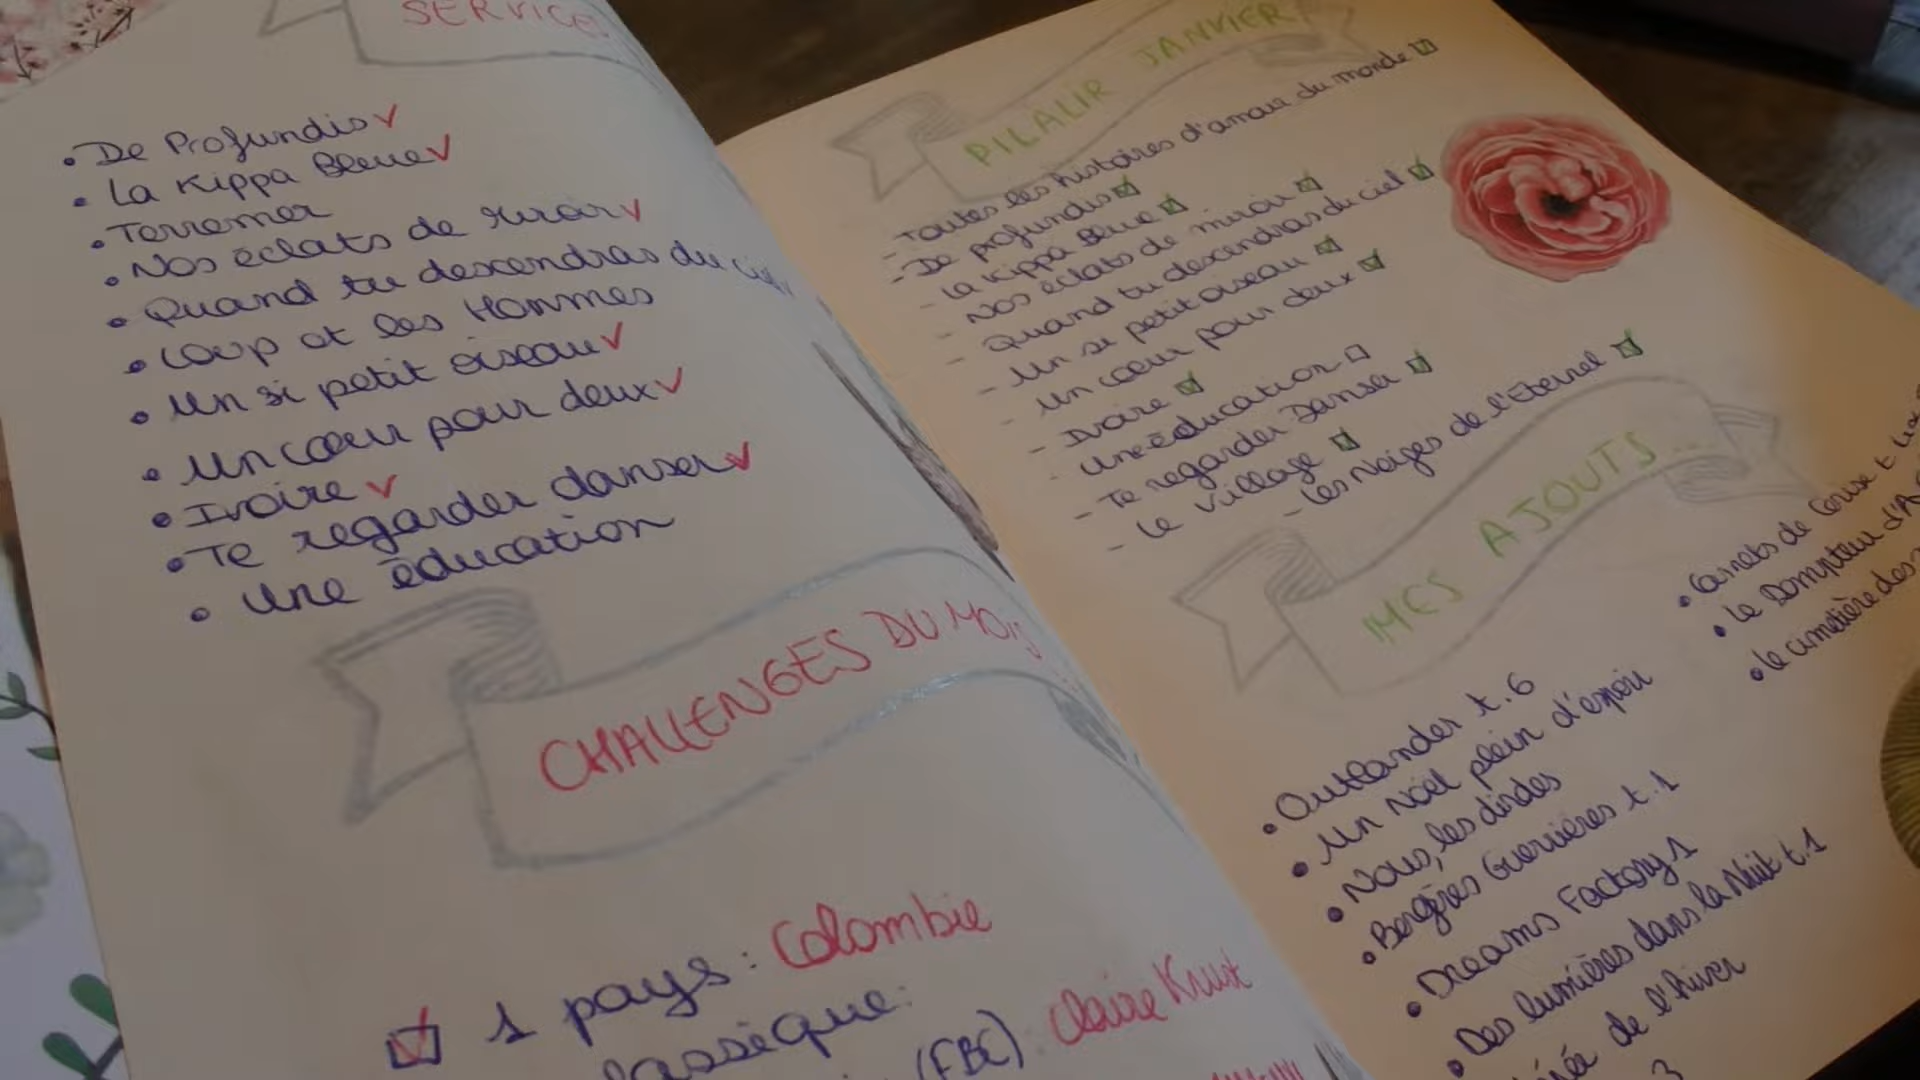 SERVICE
• De Profundis ✓
• La Kippa Bleue ✓
• Terremer
• Nos éclats de miroir ✓
• Quand tu descendras du ciel
• Loup et les Hommes
• Un si petit oiseau ✓
• Un cœur pour deux ✓
• Ivoire ✓
• Te regarder danser ✓
• Une éducation
CHALLENGES DU MOIS
☑ 1 pays : Colombie
classique :
(FBC) : Claire Krust
PILALIR JANVIER
- Toutes les histoires d'amour du monde ☑
- De profundis ☑
- La Kippa Bleue ☑
- Nos éclats de miroir ☑
- Quand tu descendras du ciel ☑
- Un si petit oiseau ☑
- Un cœur pour deux ☑
- Ivoire ☑
- Une éducation ☐
- Te regarder Danser ☑
- Le Village ☑
- Les Neiges de l'Eternel ☑
MES AJOUTS...
• Outlander t.6
• Un Noël plein d'espoir
• Nous, les dindes
• Bergères Guerrières t.1
• Dreams Factory 1
• Des lumières dans la Nuit t.1
de l'hiver
3
• Carnets de Cerise t
• Le Dompteur d'A
• Le cimetière des